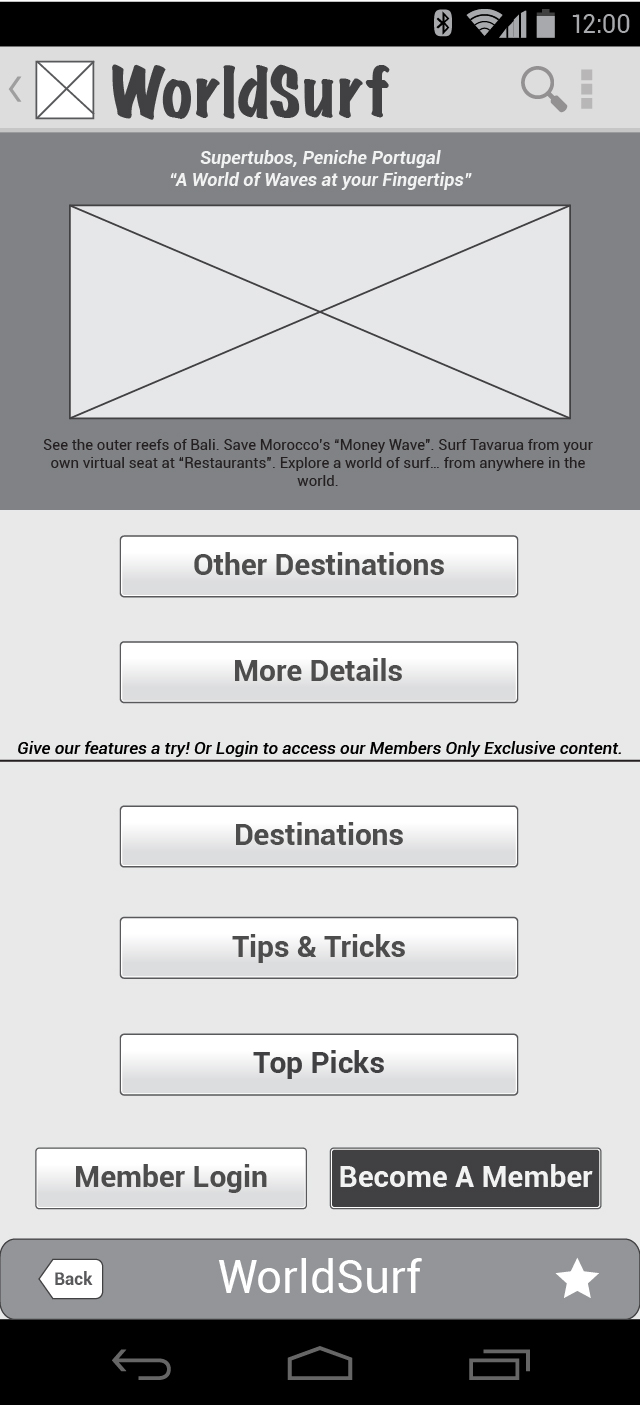 12:00
WorldSurf
Supertubos, Peniche Portugal
“A World of Waves at your Fingertips”
See the outer reefs of Bali. Save Morocco's “Money Wave”. Surf Tavarua from your
own virtual seat at “Restaurants”. Explore a world of surf... from anywhere in the
world.
Other Destinations
More Details
Give our features a try! Or Login to access our Members Only Exclusive content.
Destinations
Tips & Tricks
Top Picks
Member Login
Become A Member
Back
WorldSurf